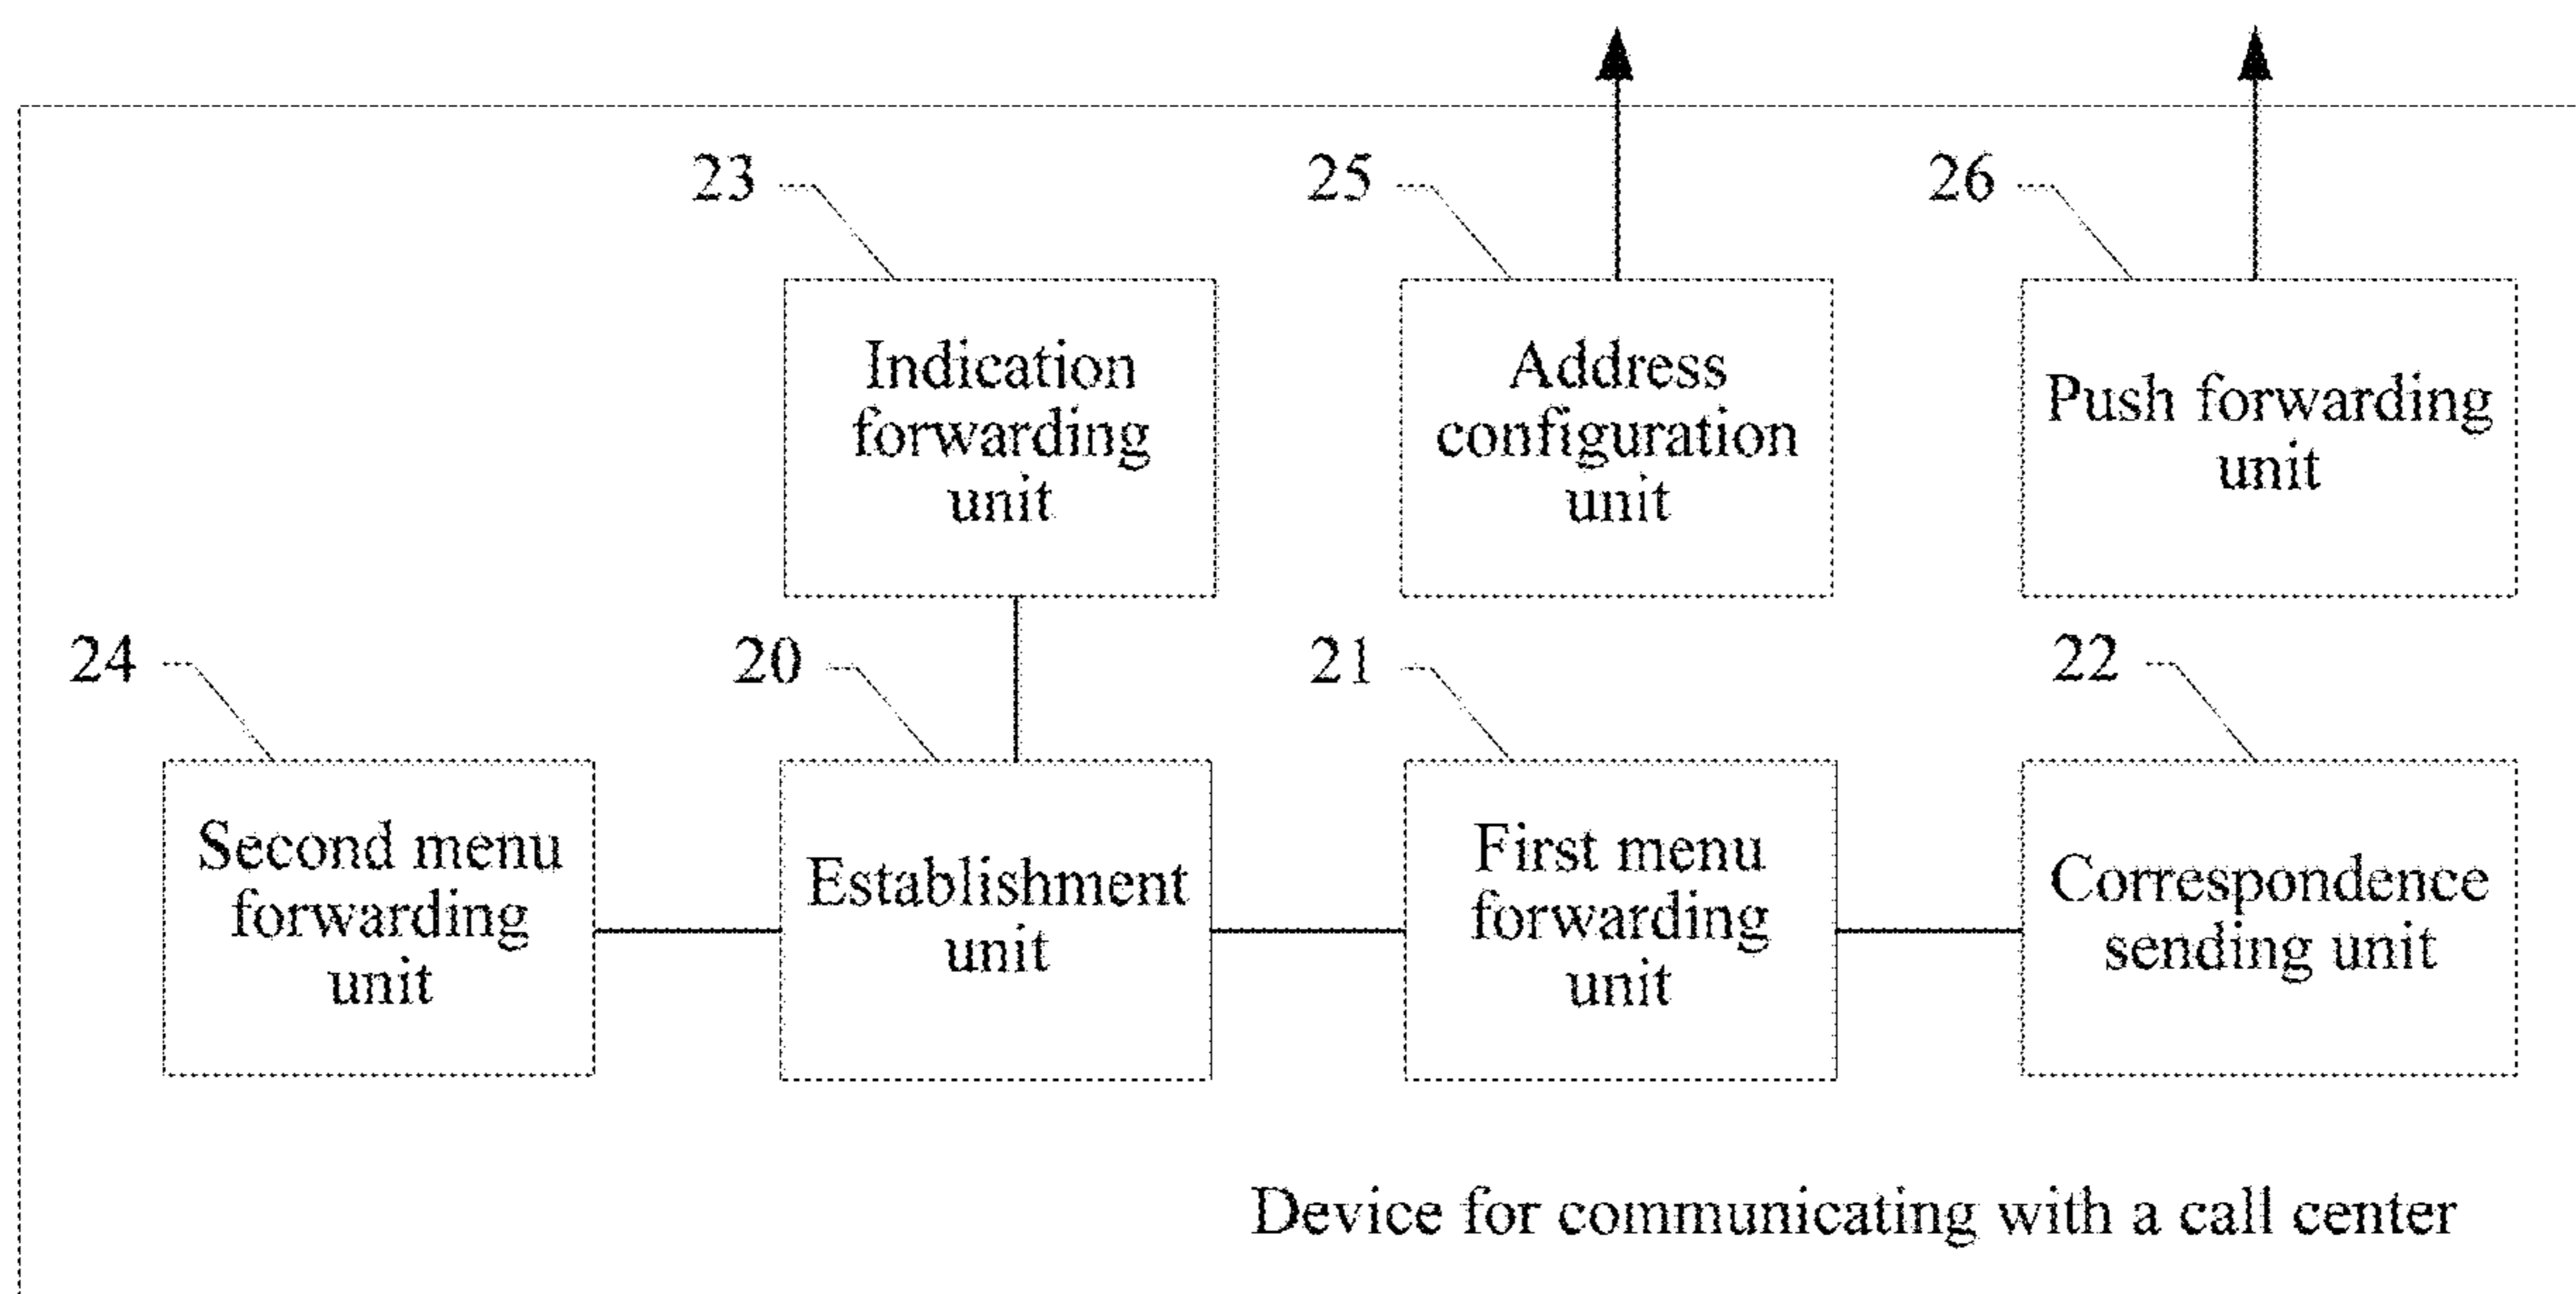 23
25
26
Indication
forwarding
unit
Address
configuration
unit
Push forwarding
unit
24
20
21
22
Second menu
forwarding
unit
Establishment
unit
First menu
forwarding
unit
Correspondence
sending unit
Device for communicating with a call center